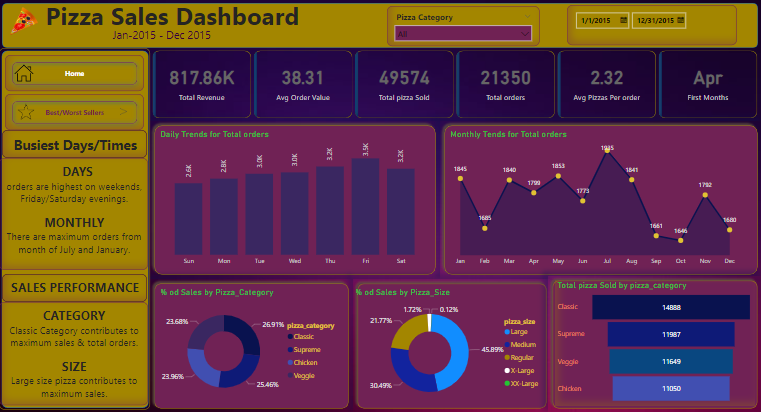 Pizza Sales Dashboard
Jan-2015 - Dec 2015
Pizza Category
All
1/1/2015
12/31/2015
Home
Best/Worst Sellers
Busiest Days/Times
DAYS
orders are highest on weekends,
Friday/Saturday evenings.
MONTHLY
There are maximum orders from
month of July and January.
SALES PERFORMANCE
CATEGORY
Classic Category contributes to
maximum sales & total orders.
SIZE
Large size pizza contributes to
maximum sales.
817.86K
Total Revenue
38.31
Avg Order Value
49574
Total pizza Sold
21350
Total orders
2.32
Avg Pizzas Per order
Apr
First Months
Daily Trends for Total orders
2.6K
2.8K
3.0K
3.0K
3.2K
3.5K
3.2K
Sun
Mon
Tue
Wed
Thu
Fri
Sat
Monthly Tends for Total orders
1845
1685
1840
1799
1853
1773
1935
1841
1661
1646
1792
1680
Jan
Feb
Mar
Apr
May
Jun
Jul
Aug
Sep
Oct
Nov
Dec
% od Sales by Pizza_Category
23.68%
26.91%
23.96%
25.46%
pizza_category
Classic
Supreme
Chicken
Veggie
% od Sales by Pizza_Size
1.72%
0.12%
21.77%
45.89%
30.49%
pizza_size
Large
Medium
Regular
X-Large
XX-Large
Total pizza Sold by pizza_category
Classic
14888
Supreme
11987
Veggie
11649
Chicken
11050